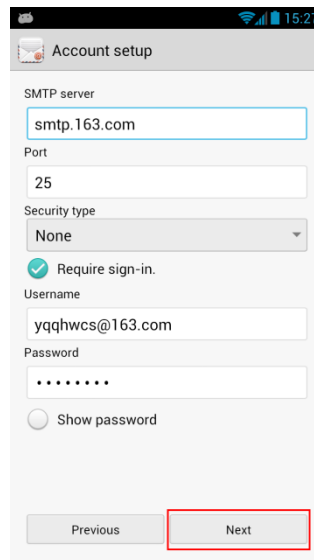 15:27
Account setup
SMTP server
smtp.163.com
Port
25
Security type
None
Require sign-in.
Username
yqqhwcs@163.com
Password
••••••••
Show password
Previous Next